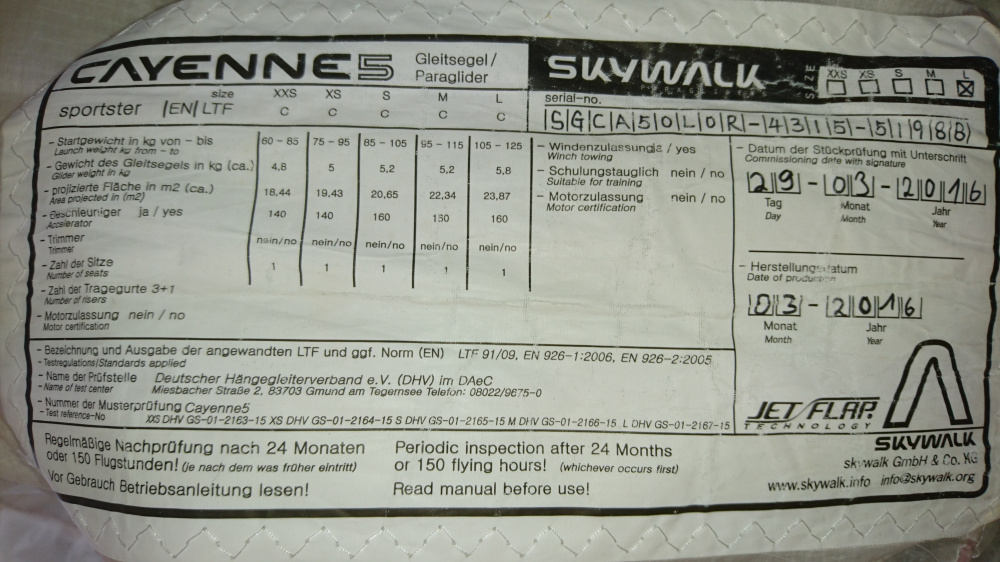 CAYENNE5 Gleitsegel/
Paraglider
size XXS XS S M L
sportster |EN| LTF C C C C C
SKYWALK
PARAGLIDERS
SIZE XXS XS S M L
serial-no.
SGCA50LOR-4315-51988
- Startgewicht in kg von - bis 60 - 85 75 - 95 85 - 105 95 - 115 105 - 125
Launch weight kg from - to
- Gewicht des Gleitsegels in kg (ca.) 4,8 5 5,2 5,2 5,8
Glider weight in kg
- projizierte Fläche in m2 (ca.) 18,44 19,43 20,65 22,34 23,87
Area projected in (m2)
- Beschleuniger ja / yes 140 140 160 160
Accelerator
- Trimmer nein/no nein/no nein/no nein/no nein/no
Trimmer
- Zahl der Sitze 1 1 1 1 1
Number of seats
- Zahl der Tragegurte 3+1
Number of risers
- Motorzulassung nein / no
Motor certification
- Windenzulassung ja / yes
Winch towing
- Schulungstauglich nein / no
Suitable for training
- Motorzulassung nein / no
Motor certification
- Datum der Stückprüfung mit Unterschrift
Commissioning date with signature
29-03-2016
Tag Monat Jahr
Day Month Year
- Herstellungsdatum
Date of production
03-2016
Monat Jahr
Month Year
- Bezeichnung und Ausgabe der angewandten LTF und ggf. Norm (EN) LTF 91/09, EN 926-1:2006, EN 926-2:2005
- Testregulations/Standards applied
- Name der Prüfstelle Deutscher Hängegleiterverband e.V. (DHV) im DAeC
- Name of test center Miesbacher Straße 2, 83703 Gmund am Tegernsee Telefon: 08022/9675-0
- Nummer der Musterprüfung Cayenne5
- Test reference-No XXS DHV GS-01-2163-15 XS DHV GS-01-2164-15 S DHV GS-01-2165-15 M DHV GS-01-2166-15 L DHV GS-01-2167-15
JET FLAP
TECHNOLOGY
SKYWALK
skywalk GmbH & Co. KG
www.skywalk.info info@skywalk.org
Regelmäßige Nachprüfung nach 24 Monaten
oder 150 Flugstunden! (je nach dem was früher eintritt)
Vor Gebrauch Betriebsanleitung lesen!
Periodic inspection after 24 Months
or 150 flying hours! (whichever occurs first)
Read manual before use!